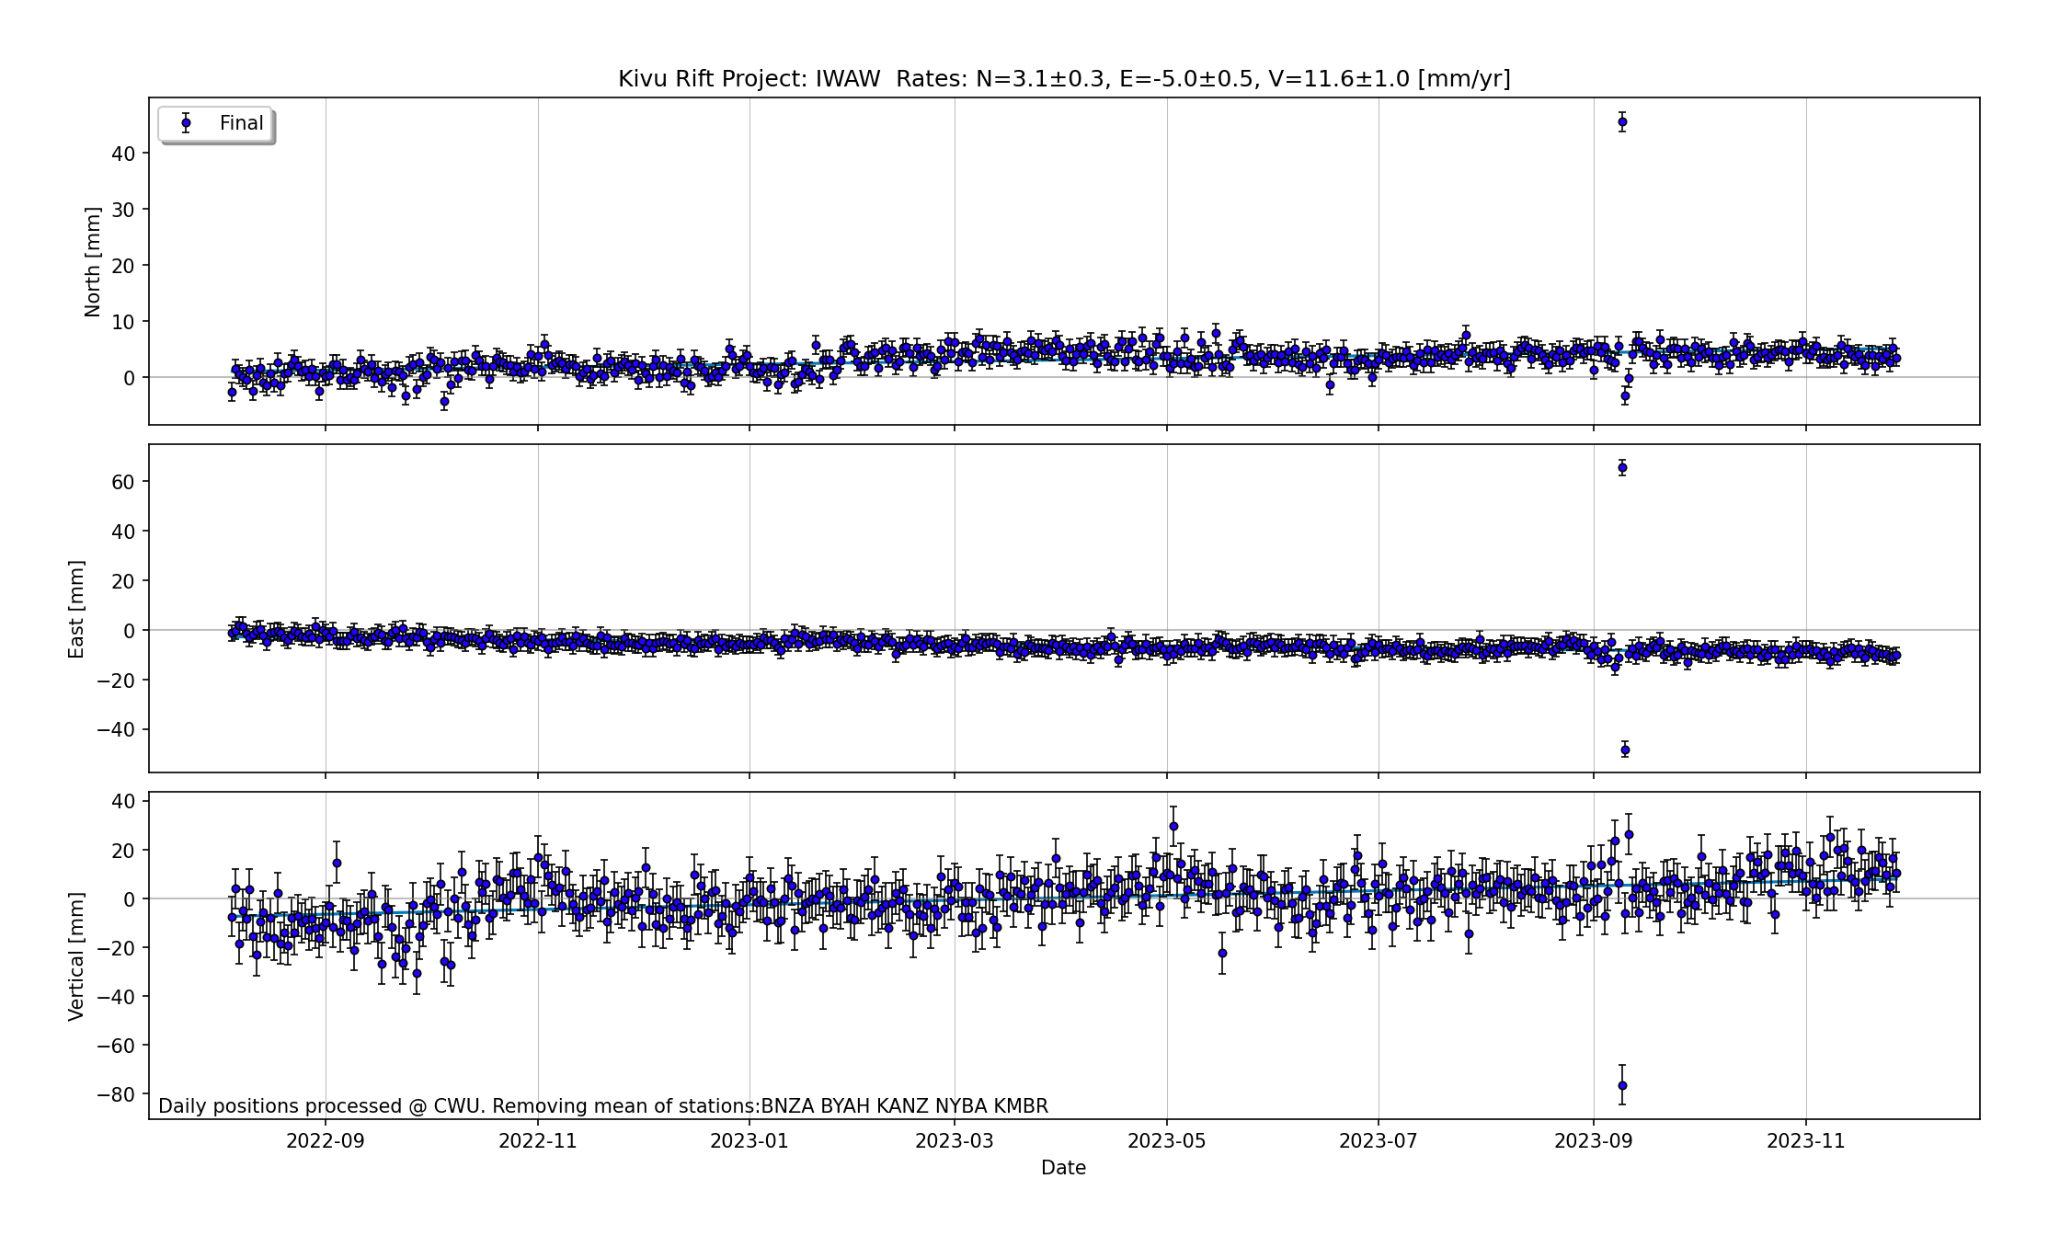 Kivu Rift Project: IWAW  Rates: N=3.1±0.3, E=-5.0±0.5, V=11.6±1.0 [mm/yr]
Final
North [mm]
40
30
20
10
0
East [mm]
60
40
20
0
−20
−40
Vertical [mm]
40
20
0
−20
−40
−60
−80
Daily positions processed @ CWU. Removing mean of stations:BNZA BYAH KANZ NYBA KMBR
2022-09 2022-11 2023-01 2023-03 2023-05 2023-07 2023-09 2023-11
Date